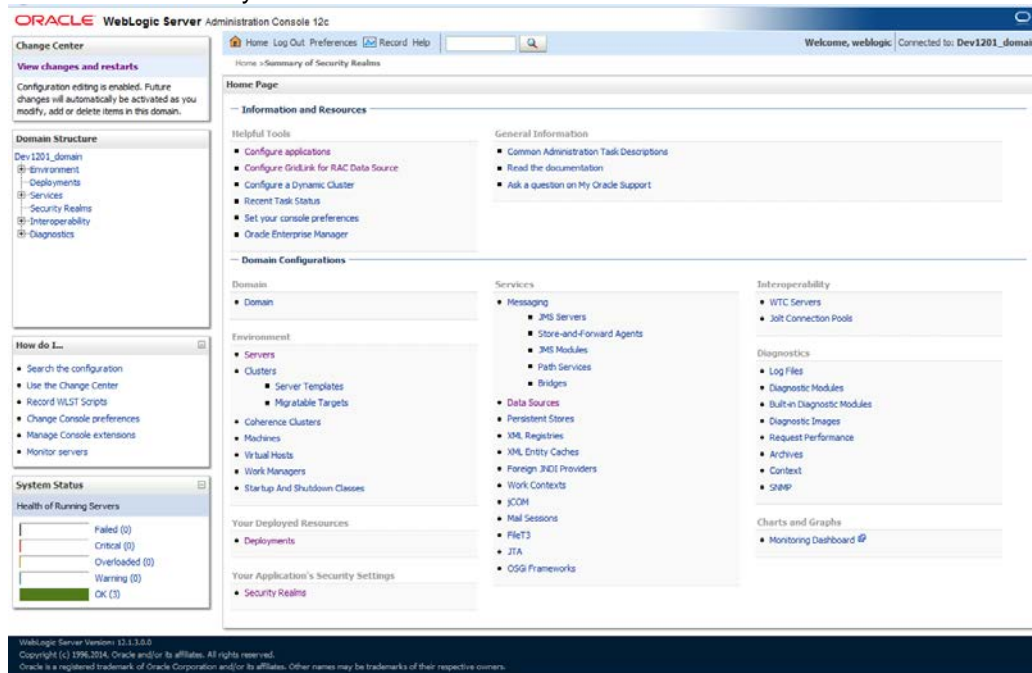 ORACLE WebLogic Server Administration Console 12c
Change Center
View changes and restarts
Configuration editing is enabled. Future
changes will automatically be activated as you
modify, add or delete items in this domain.
Domain Structure
Dev1201_domain
Environment
Deployments
Services
Security Realms
Interoperability
Diagnostics
How do I...
Search the configuration
Use the Change Center
Record WLST Scripts
Change Console preferences
Manage Console extensions
Monitor servers
System Status
Health of Running Servers
Failed (0)
Critical (0)
Overloaded (0)
Warning (0)
OK (3)
Home Log Out Preferences Record Help
Welcome, weblogic Connected to: Dev1201_domai
Home >Summary of Security Realms
Home Page
Information and Resources
Helpful Tools
Configure applications
Configure GridLink for RAC Data Source
Configure a Dynamic Cluster
Recent Task Status
Set your console preferences
Oracle Enterprise Manager
General Information
Common Administration Task Descriptions
Read the documentation
Ask a question on My Oracle Support
Domain Configurations
Domain
Domain
Environment
Servers
Clusters
Server Templates
Migratable Targets
Coherence Clusters
Machines
Virtual Hosts
Work Managers
Startup And Shutdown Classes
Your Deployed Resources
Deployments
Your Application's Security Settings
Security Realms
Services
Messaging
JMS Servers
Store-and-Forward Agents
JMS Modules
Path Services
Bridges
Data Sources
Persistent Stores
XML Registries
XML Entity Caches
Foreign JNDI Providers
Work Contexts
jCOM
Mail Sessions
FileT3
JTA
OSGi Frameworks
Interoperability
WTC Servers
Jolt Connection Pools
Diagnostics
Log Files
Diagnostic Modules
Built-in Diagnostic Modules
Diagnostic Images
Request Performance
Archives
Context
SNMP
Charts and Graphs
Monitoring Dashboard
WebLogic Server Version: 12.1.3.0.0
Copyright (c) 1996,2014, Oracle and/or its affiliates. All rights reserved.
Oracle is a registered trademark of Oracle Corporation and/or its affiliates. Other names may be trademarks of their respective owners.